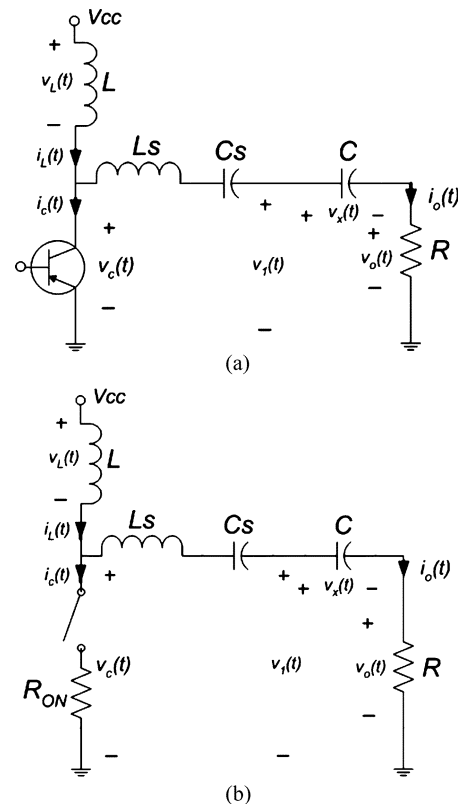 Vcc
+
vL(t) L
−
iL(t) Ls Cs C
ic(t) + + vx(t) − io(t)
+ +
vc(t) v1(t) vo(t) R
− − −
(a)
Vcc
+
vL(t) L
−
iL(t) Ls Cs C
ic(t) + + + vx(t) − io(t)
+
vc(t) v1(t) vo(t) R
RON
− − −
(b)